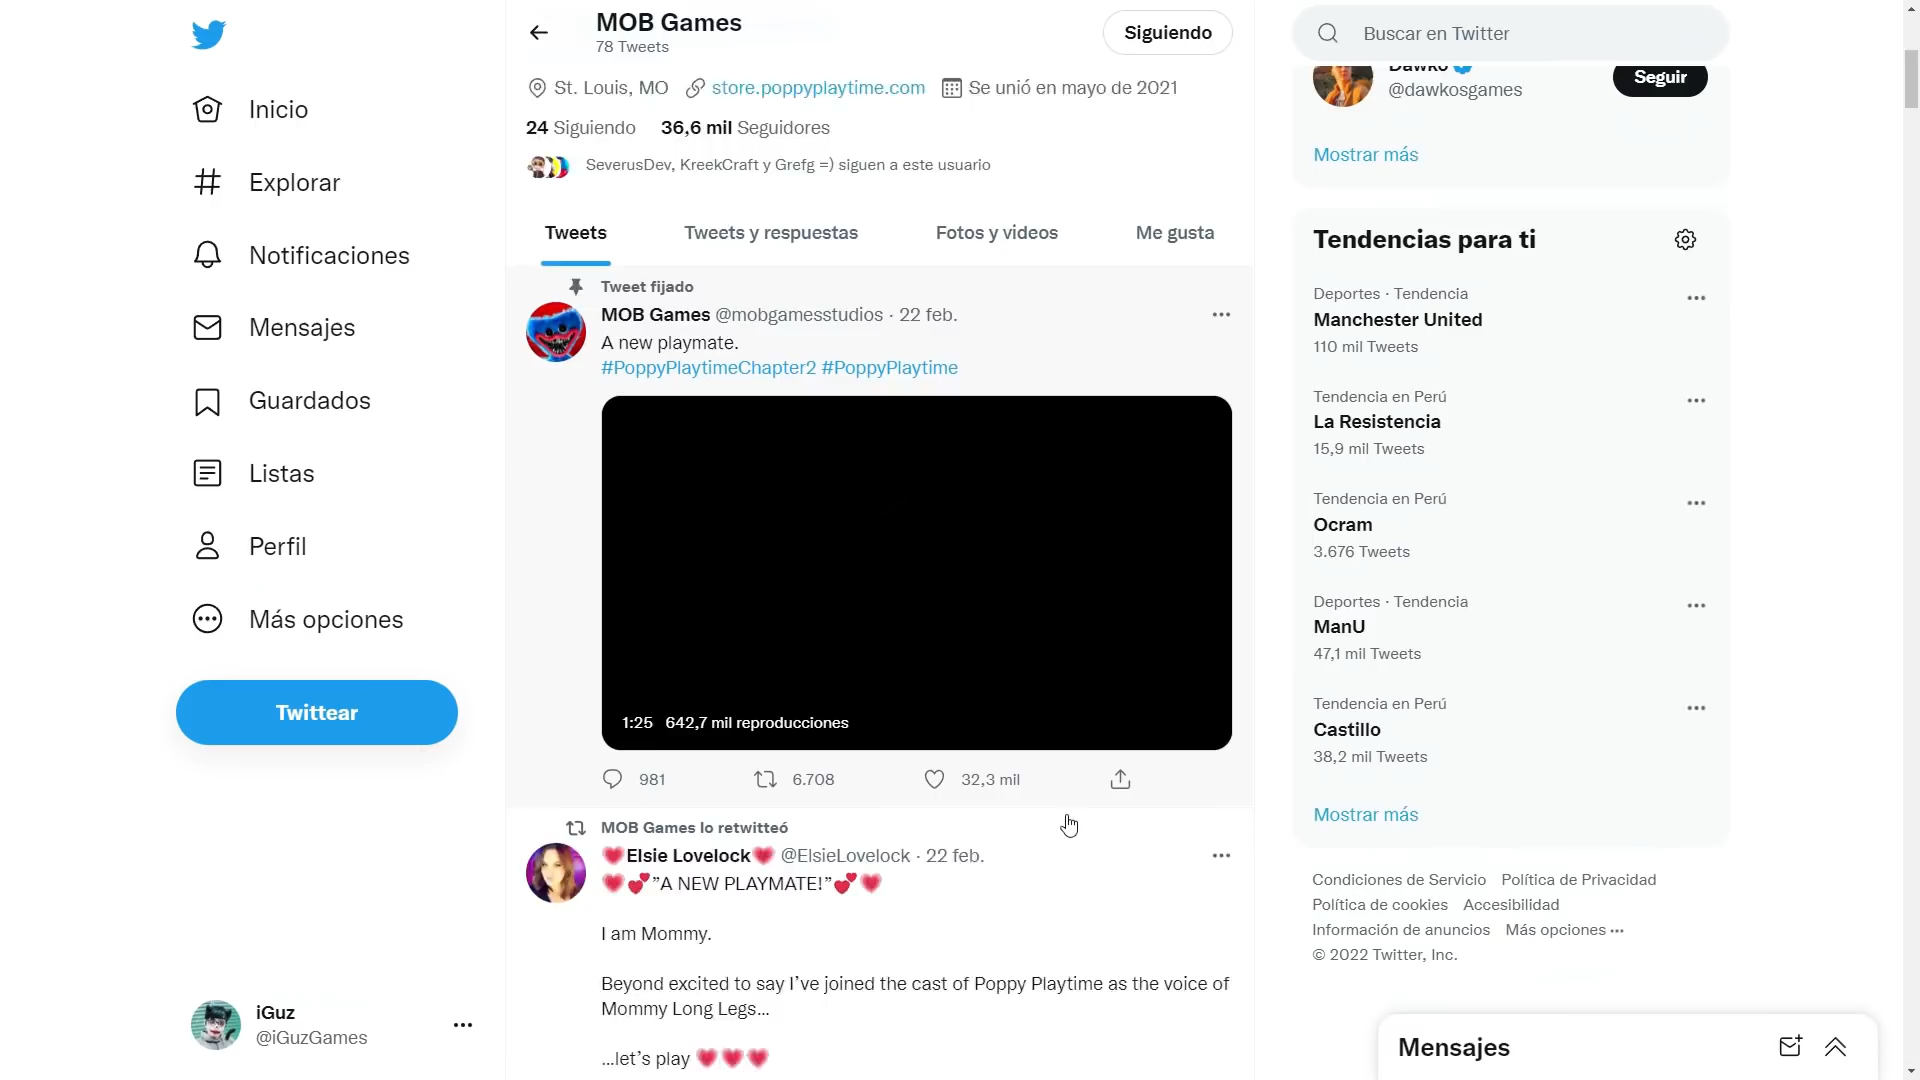 Inicio
Explorar
Notificaciones
Mensajes
Guardados
Listas
Perfil
Más opciones
Twittear
iGuz
@iGuzGames
MOB Games
78 Tweets
Siguiendo
St. Louis, MO store.poppyplaytime.com Se unió en mayo de 2021
24 Siguiendo 36,6 mil Seguidores
SeverusDev, KreekCraft y Grefg =) siguen a este usuario
Tweets Tweets y respuestas Fotos y videos Me gusta
Tweet fijado
MOB Games @mobgamesstudios · 22 feb.
A new playmate.
#PoppyPlaytimeChapter2 #PoppyPlaytime
1:25 642,7 mil reproducciones
981 6.708 32,3 mil
MOB Games lo retwitteó
💗Elsie Lovelock💗 @ElsieLovelock · 22 feb.
💗💕”A NEW PLAYMATE!”💕💗
I am Mommy.
Beyond excited to say I’ve joined the cast of Poppy Playtime as the voice of
Mommy Long Legs...
...let’s play 💗💗💗
Buscar en Twitter
Dawko
@dawkosgames
Seguir
Mostrar más
Tendencias para ti
Deportes · Tendencia
Manchester United
110 mil Tweets
Tendencia en Perú
La Resistencia
15,9 mil Tweets
Tendencia en Perú
Ocram
3.676 Tweets
Deportes · Tendencia
ManU
47,1 mil Tweets
Tendencia en Perú
Castillo
38,2 mil Tweets
Mostrar más
Condiciones de Servicio Política de Privacidad
Política de cookies Accesibilidad
Información de anuncios Más opciones ···
© 2022 Twitter, Inc.
Mensajes